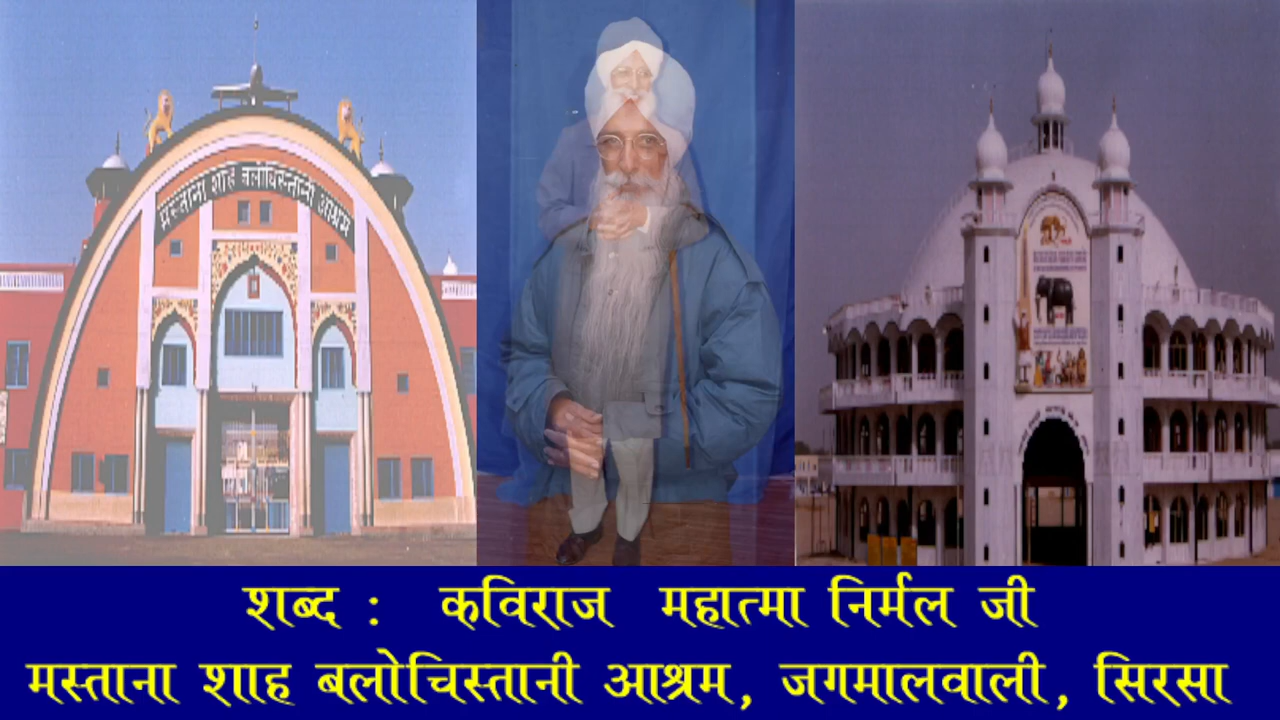 मस्ताना शाह बलोचिस्तानी आश्रम
शब्द : कविराज महात्मा निर्मल जी
मस्ताना शाह बलोचिस्तानी आश्रम, जगमालवाली, सिरसा